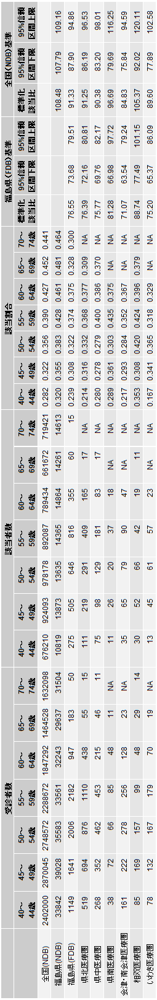 受診者数 該当者数 該当割合 福島県（FDB）基準 全国（NDB）基準
40～44歳 45～49歳 50～54歳 55～59歳 60～64歳 65～69歳 70～74歳 40～44歳 45～49歳 50～54歳 55～59歳 60～64歳 65～69歳 70～74歳 40～44歳 45～49歳 50～54歳 55～59歳 60～64歳 65～69歳 70～74歳 標準化該当比 95%信頼区間下限 95%信頼区間上限 標準化該当比 95%信頼区間下限 95%信頼区間上限
全国(NDB) 2402000 2870045 2748572 2288672 1847292 1464528 1632098 676210 924093 978178 892087 789434 661672 719421 0.282 0.322 0.356 0.390 0.427 0.452 0.441
福島県(NDB) 33842 39028 35583 33561 32243 29637 31504 10819 13873 13635 14365 14864 14261 14613 0.320 0.355 0.383 0.428 0.461 0.481 0.464 108.48 107.79 109.16
福島県(FDB) 1149 1641 2006 2182 947 183 50 275 505 646 816 355 60 15 0.239 0.308 0.322 0.374 0.375 0.328 0.300 76.55 73.68 79.51 91.33 87.90 94.86
県北医療圏 519 694 876 1110 438 55 15 111 219 291 409 165 17 NA 0.214 0.316 0.332 0.368 0.377 0.309 NA 76.39 72.16 80.81 91.25 86.19 96.53
県中医療圏 268 352 462 453 215 46 11 75 98 129 181 83 17 NA 0.280 0.278 0.279 0.400 0.386 0.370 NA 75.77 69.76 82.17 90.38 83.20 98.01
県南医療圏 38 72 66 85 48 11 NA 11 26 20 37 18 NA NA 0.289 0.361 0.303 0.435 0.375 NA NA 81.28 66.98 97.72 96.69 79.69 116.25
会津・南会津医療圏 161 222 278 256 128 23 NA 35 65 79 90 47 NA NA 0.217 0.293 0.284 0.352 0.367 NA NA 71.07 63.54 79.24 84.83 75.84 94.59
相双医療圏 85 169 157 99 48 29 14 30 52 66 42 19 11 NA 0.353 0.308 0.420 0.424 0.396 0.379 NA 88.74 77.49 101.15 105.37 92.02 120.11
いわき医療圏 78 132 167 179 70 19 NA 13 45 61 57 23 NA NA 0.167 0.341 0.365 0.318 0.329 NA NA 75.20 65.37 86.09 89.60 77.89 102.58